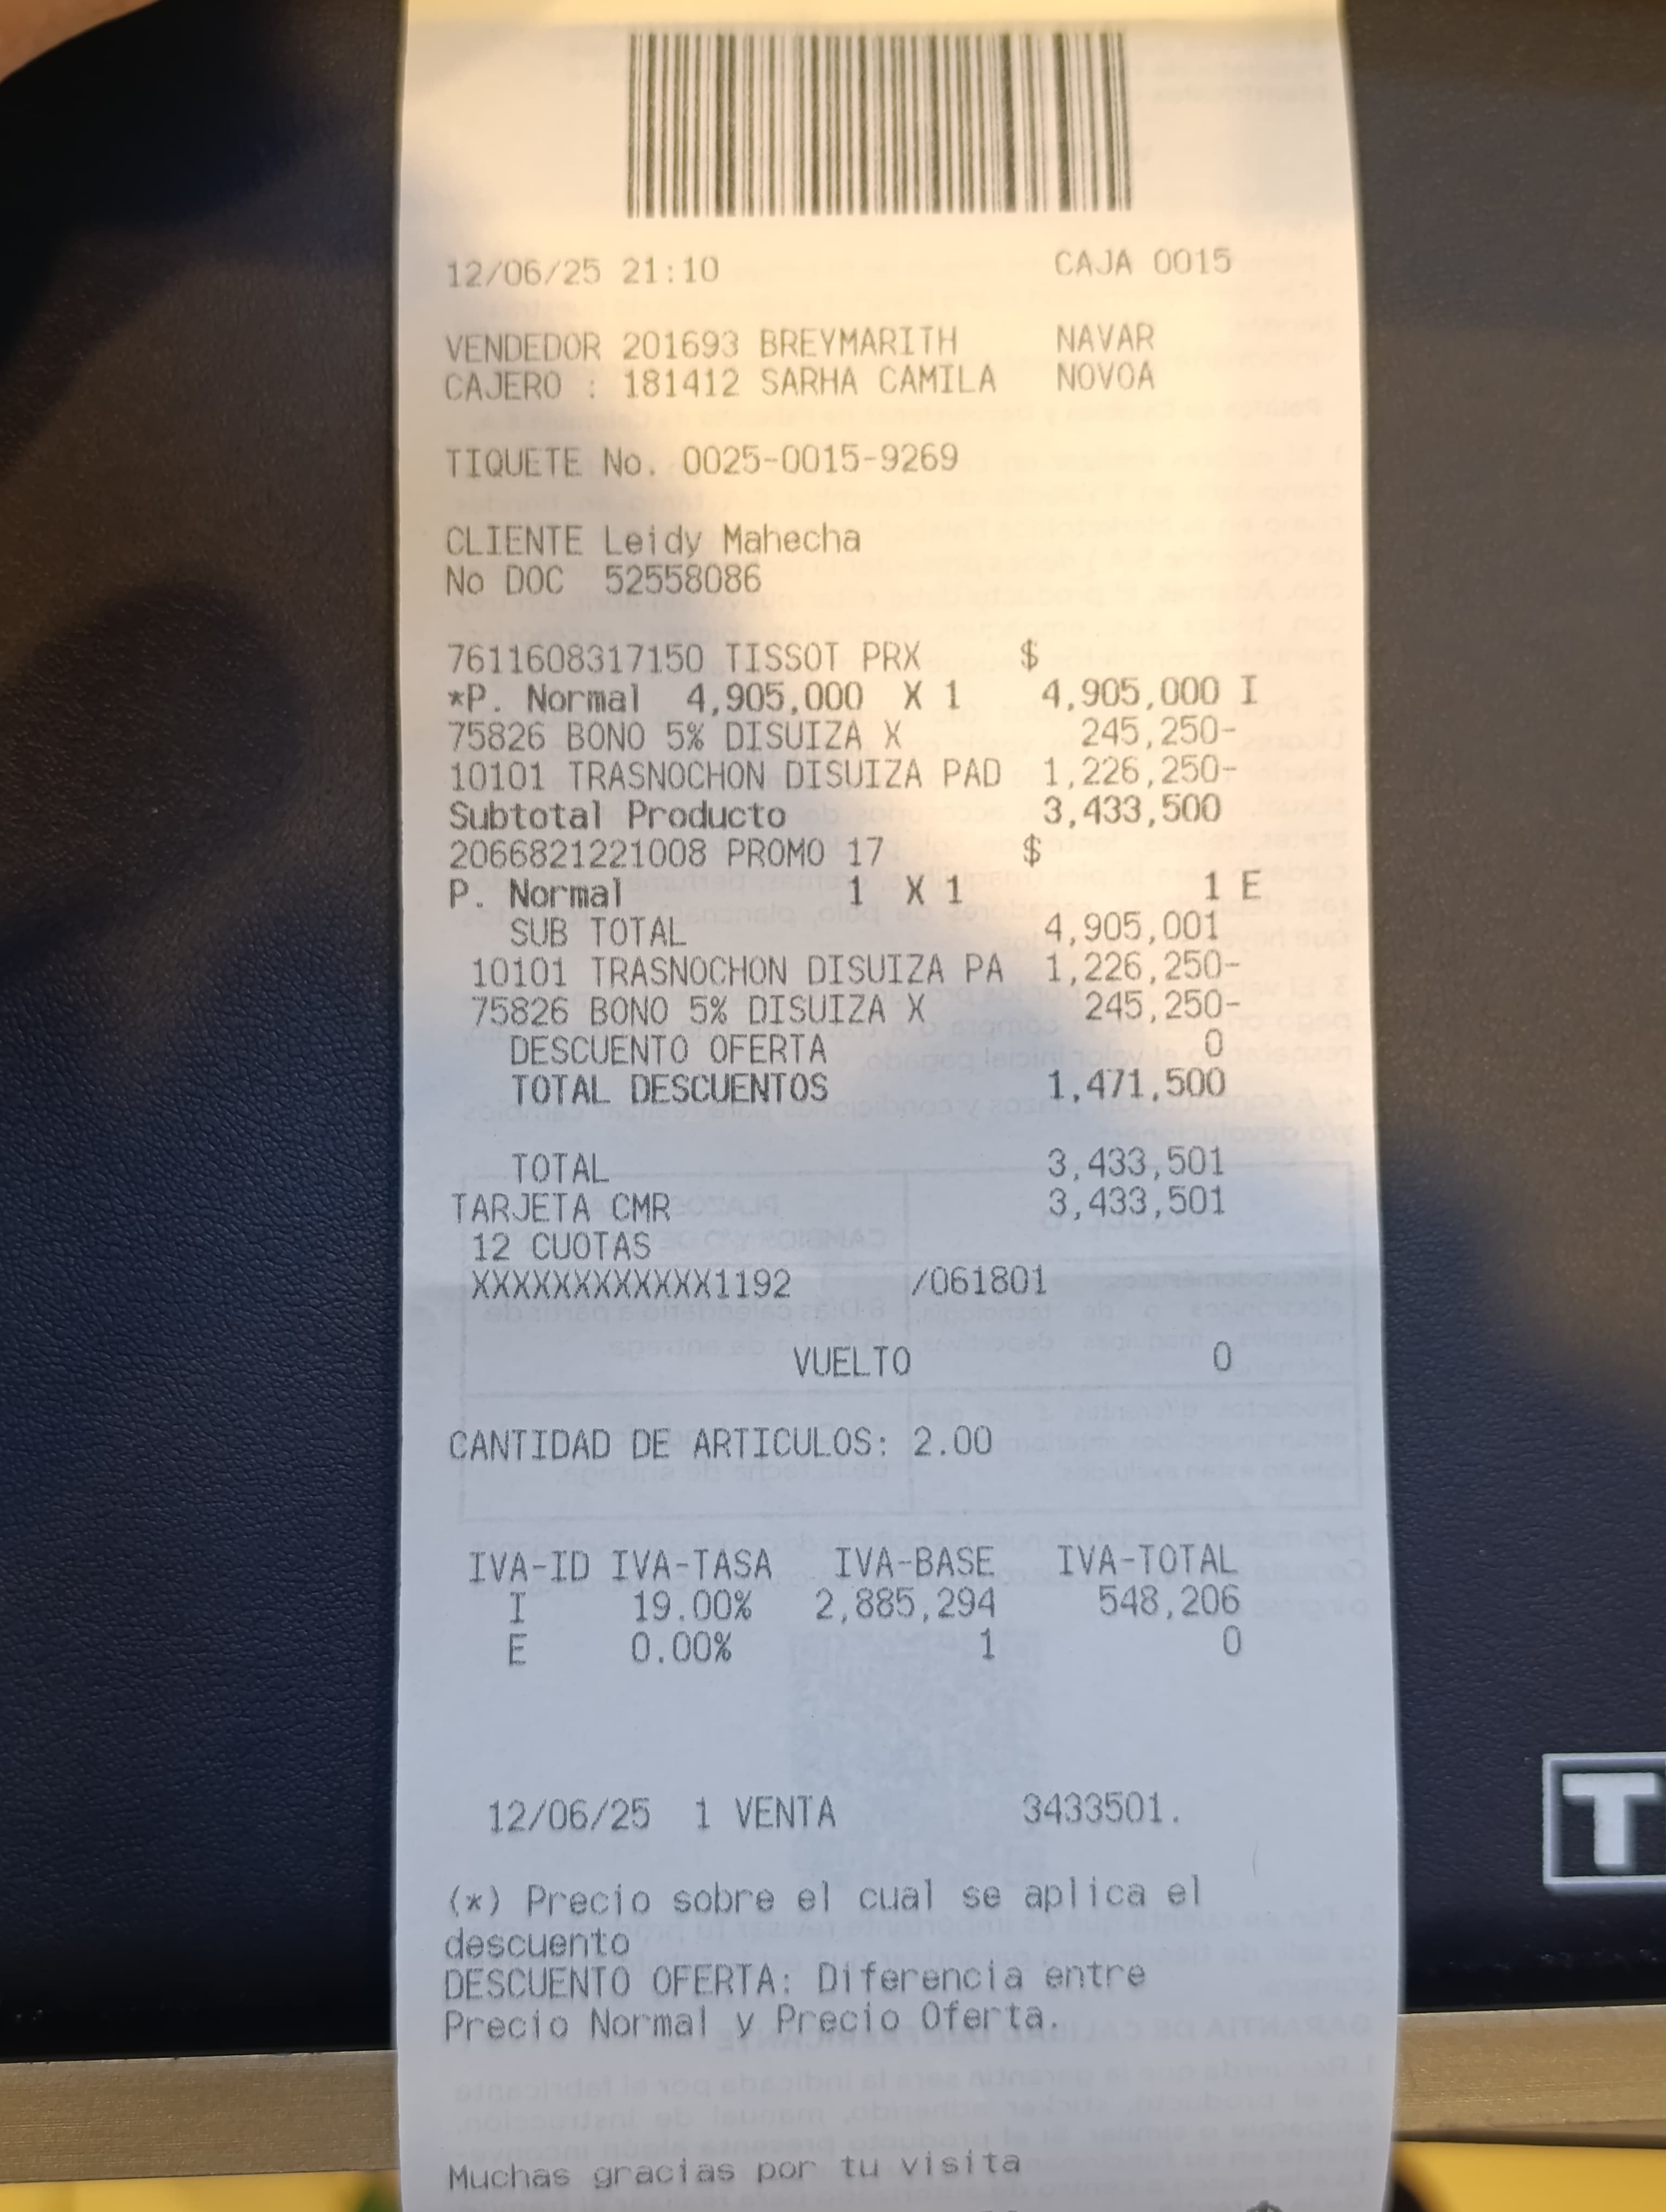 12/06/25 21:10 CAJA 0015
VENDEDOR 201693 BREYMARITH NAVAR
CAJERO : 181412 SARHA CAMILA NOVOA
TIQUETE No. 0025-0015-9269
CLIENTE Leidy Mahecha
No DOC 52558086
7611608317150 TISSOT PRX $
*P. Normal 4,905,000 X 1 4,905,000 I
75826 BONO 5% DISUIZA X 245,250-
10101 TRASNOCHON DISUIZA PAD 1,226,250-
Subtotal Producto 3,433,500
2066821221008 PROMO 17 $
P. Normal 1 X 1 1 E
SUB TOTAL 4,905,001
10101 TRASNOCHON DISUIZA PA 1,226,250-
75826 BONO 5% DISUIZA X 245,250-
DESCUENTO OFERTA 0
TOTAL DESCUENTOS 1,471,500
TOTAL 3,433,501
TARJETA CMR 3,433,501
12 CUOTAS
XXXXXXXXXXXX1192 /061801
VUELTO 0
CANTIDAD DE ARTICULOS: 2.00
IVA-ID IVA-TASA IVA-BASE IVA-TOTAL
I 19.00% 2,885,294 548,206
E 0.00% 1 0
12/06/25 1 VENTA 3433501.
(*) Precio sobre el cual se aplica el
descuento
DESCUENTO OFERTA: Diferencia entre
Precio Normal y Precio Oferta.
Muchas gracias por tu visita
T